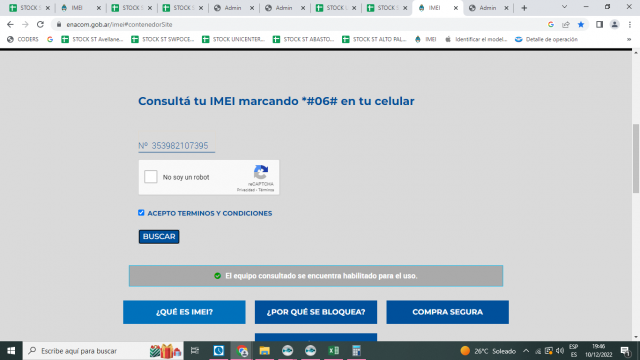 STOCK S
IMEI
STOCK S
Admin
Admin
STOCK S
STOCK S
IMEI
Admin
enacom.gob.ar/imei#contenedorSite
CODERS
STOCK ST Avellane...
STOCK ST SWPOCE...
STOCK UNICENTER...
STOCK ST ABASTO...
STOCK ST ALTO PAL...
IMEI
Identificar el model...
Detalle de operación
Consultá tu IMEI marcando *#06# en tu celular
Nº 353982107395
No soy un robot
reCAPTCHA
Privacidad - Términos
ACEPTO TERMINOS Y CONDICIONES
BUSCAR
El equipo consultado se encuentra habilitado para el uso.
¿QUÉ ES IMEI?
¿POR QUÉ SE BLOQUEA?
COMPRA SEGURA
Escribe aquí para buscar
26°C Soleado
ESP
ES
19:46
10/12/2022